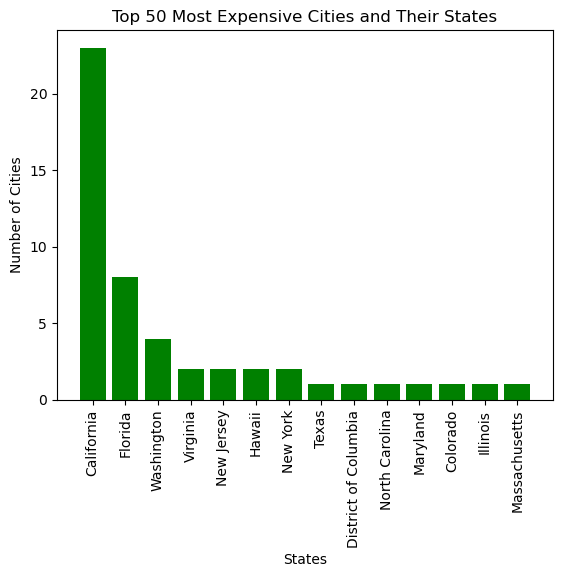 Top 50 Most Expensive Cities and Their States
Number of Cities
20
15
10
5
0
California
Florida
Washington
Virginia
New Jersey
Hawaii
New York
Texas
District of Columbia
North Carolina
Maryland
Colorado
Illinois
Massachusetts
States